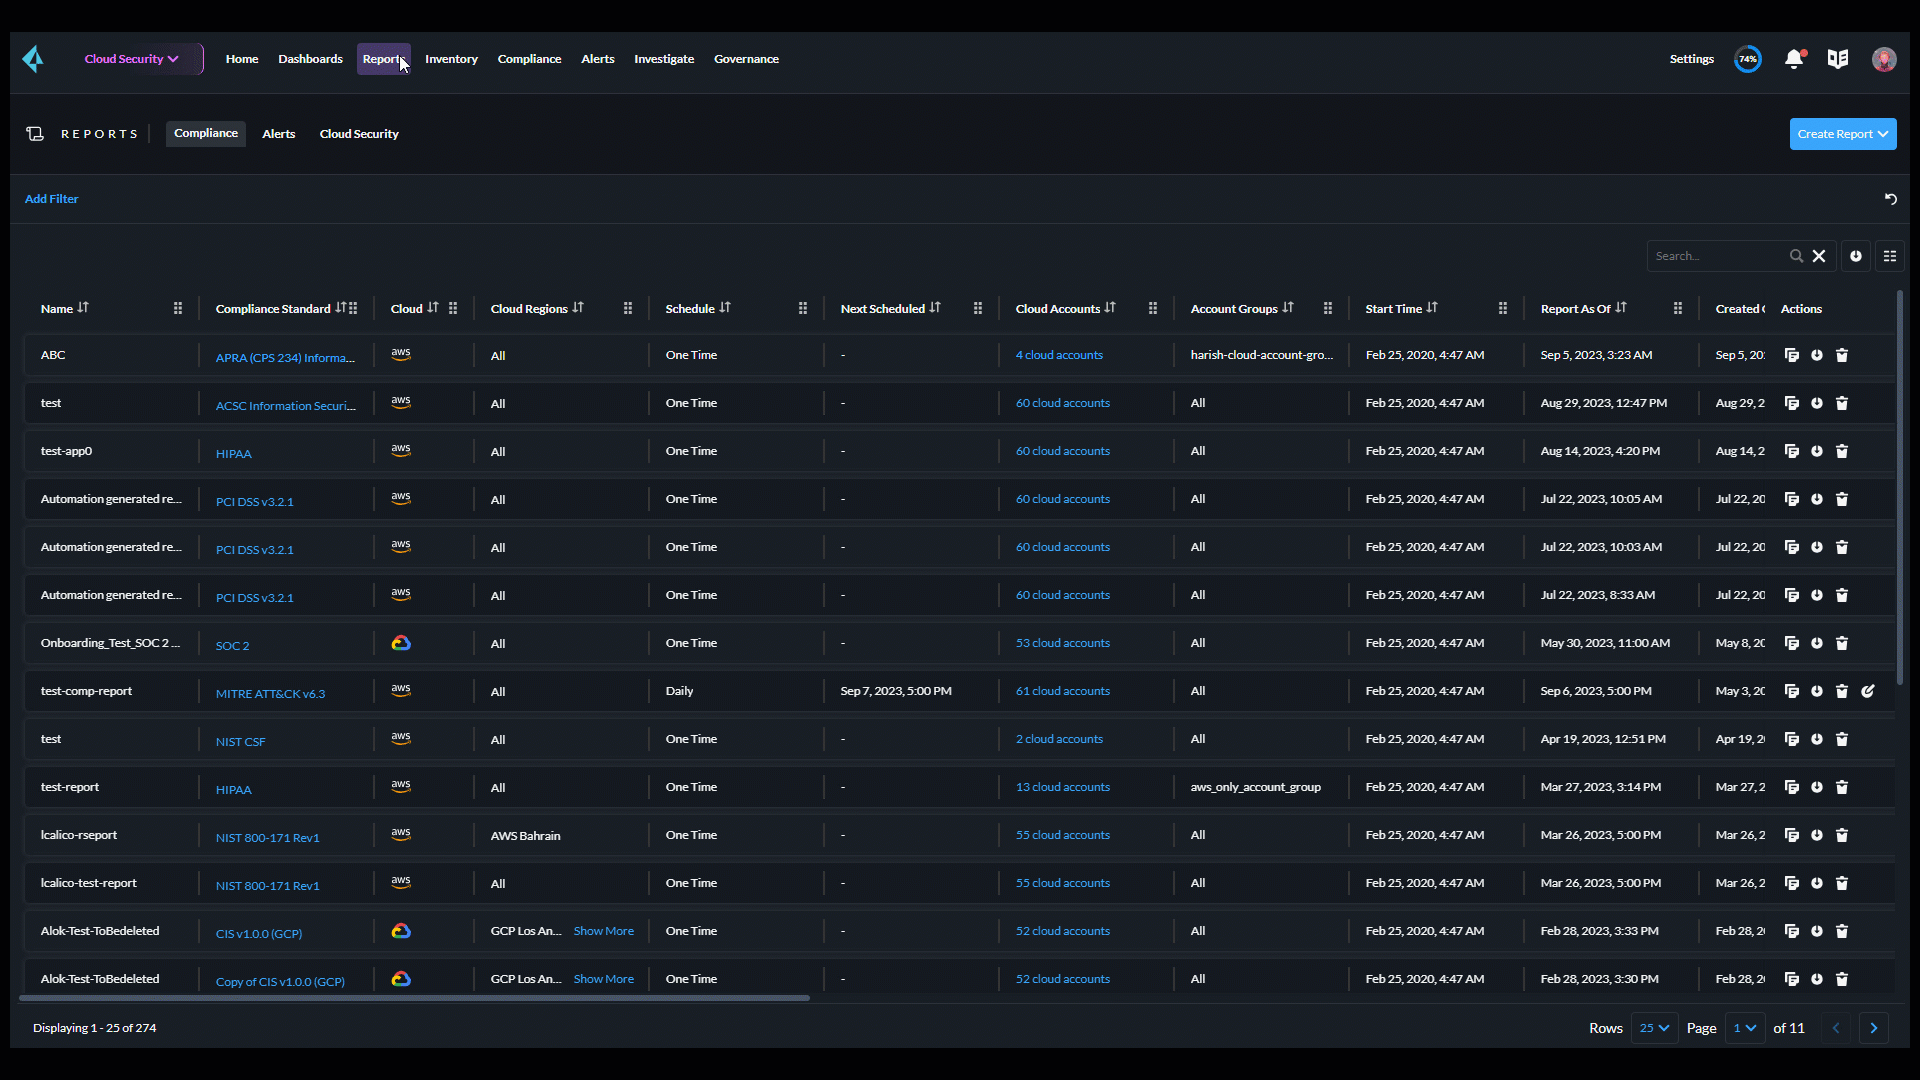 Cloud Security Home Dashboards Reports Inventory Compliance Alerts Investigate Governance Settings 74%
REPORTS Compliance Alerts Cloud Security Create Report
Add Filter
Search...
Name Compliance Standard Cloud Cloud Regions Schedule Next Scheduled Cloud Accounts Account Groups Start Time Report As Of Created Actions
ABC APRA (CPS 234) Informa... aws All One Time - 4 cloud accounts harish-cloud-account-gro... Feb 25, 2020, 4:47 AM Sep 5, 2023, 3:23 AM Sep 5, 20
test ACSC Information Securi... aws All One Time - 60 cloud accounts All Feb 25, 2020, 4:47 AM Aug 29, 2023, 12:47 PM Aug 29, 2
test-app0 HIPAA aws All One Time - 60 cloud accounts All Feb 25, 2020, 4:47 AM Aug 14, 2023, 4:20 PM Aug 14, 2
Automation generated re... PCI DSS v3.2.1 aws All One Time - 60 cloud accounts All Feb 25, 2020, 4:47 AM Jul 22, 2023, 10:05 AM Jul 22, 20
Automation generated re... PCI DSS v3.2.1 aws All One Time - 60 cloud accounts All Feb 25, 2020, 4:47 AM Jul 22, 2023, 10:03 AM Jul 22, 20
Automation generated re... PCI DSS v3.2.1 aws All One Time - 60 cloud accounts All Feb 25, 2020, 4:47 AM Jul 22, 2023, 8:33 AM Jul 22, 20
Onboarding_Test_SOC 2 ... SOC 2 All One Time - 53 cloud accounts All Feb 25, 2020, 4:47 AM May 30, 2023, 11:00 AM May 8, 20
test-comp-report MITRE ATT&CK v6.3 aws All Daily Sep 7, 2023, 5:00 PM 61 cloud accounts All Feb 25, 2020, 4:47 AM Sep 6, 2023, 5:00 PM May 3, 20
test NIST CSF aws All One Time - 2 cloud accounts All Feb 25, 2020, 4:47 AM Apr 19, 2023, 12:51 PM Apr 19, 2
test-report HIPAA aws All One Time - 13 cloud accounts aws_only_account_group Feb 25, 2020, 4:47 AM Mar 27, 2023, 3:14 PM Mar 27, 2
lcalico-rseport NIST 800-171 Rev1 aws AWS Bahrain One Time - 55 cloud accounts All Feb 25, 2020, 4:47 AM Mar 26, 2023, 5:00 PM Mar 26, 2
lcalico-test-report NIST 800-171 Rev1 aws All One Time - 55 cloud accounts All Feb 25, 2020, 4:47 AM Mar 26, 2023, 5:00 PM Mar 26, 2
Alok-Test-ToBedeleted CIS v1.0.0 (GCP) GCP Los An... Show More One Time - 52 cloud accounts All Feb 25, 2020, 4:47 AM Feb 28, 2023, 3:33 PM Feb 28, 2
Alok-Test-ToBedeleted Copy of CIS v1.0.0 (GCP) GCP Los An... Show More One Time - 52 cloud accounts All Feb 25, 2020, 4:47 AM Feb 28, 2023, 3:30 PM Feb 28, 2
Displaying 1 - 25 of 274 Rows 25 Page 1 of 11